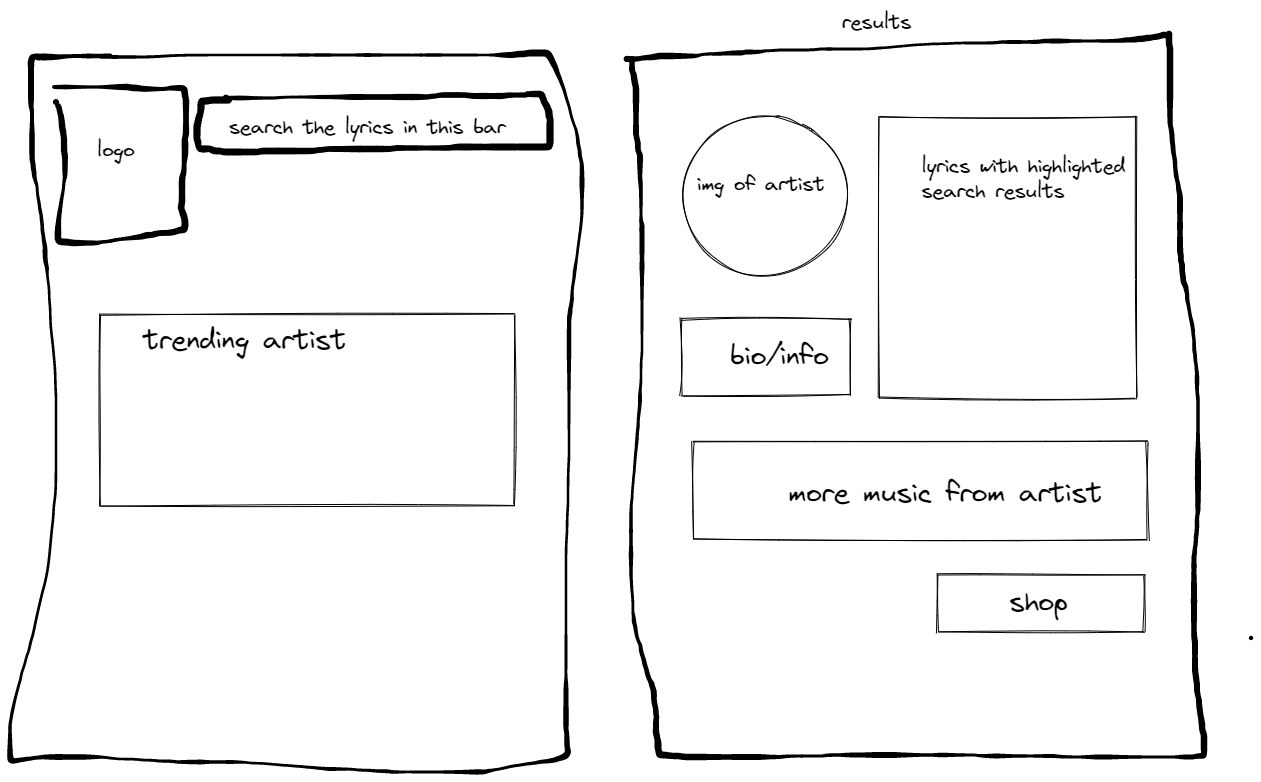 results
logo
search the lyrics in this bar
trending artist
img of artist
lyrics with highlighted
search results
bio/info
more music from artist
shop